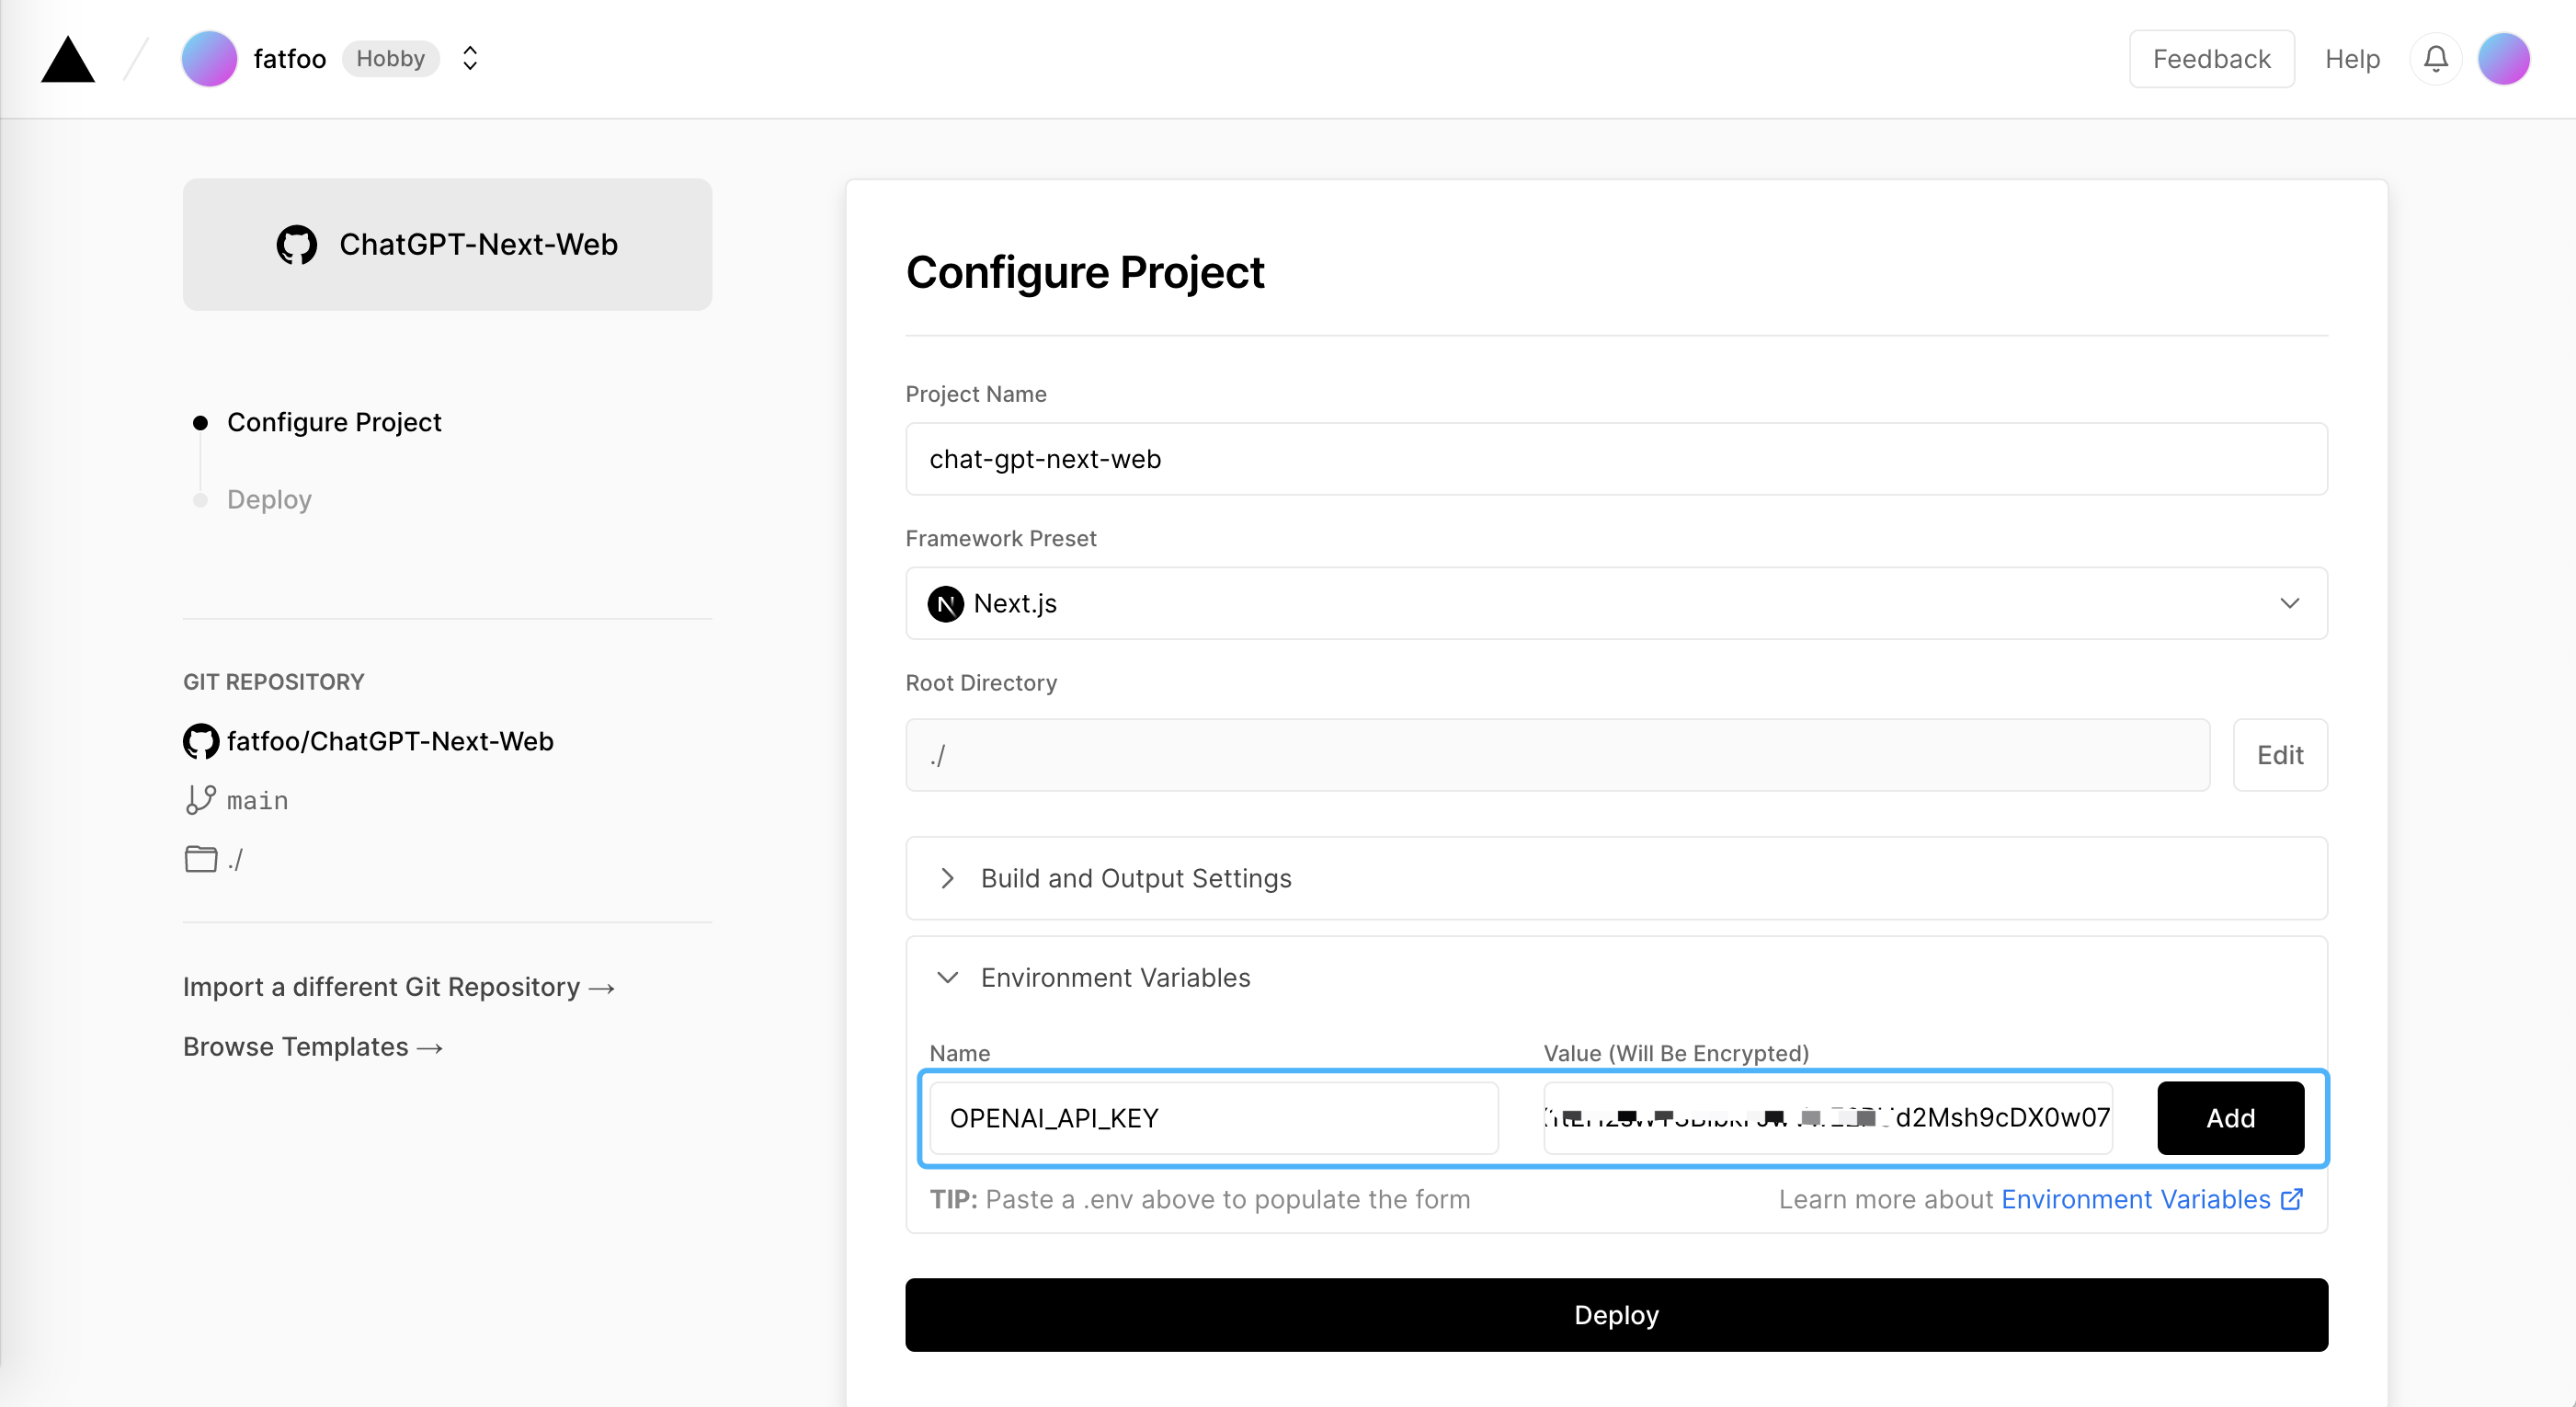 fatfoo Hobby
Feedback Help
ChatGPT-Next-Web
Configure Project
Deploy
GIT REPOSITORY
fatfoo/ChatGPT-Next-Web
main
./
Import a different Git Repository →
Browse Templates →
Configure Project
Project Name
chat-gpt-next-web
Framework Preset
N Next.js
Root Directory
./ Edit
Build and Output Settings
Environment Variables
Name Value (Will Be Encrypted)
OPENAI_API_KEY Add
TIP: Paste a .env above to populate the form Learn more about Environment Variables
Deploy